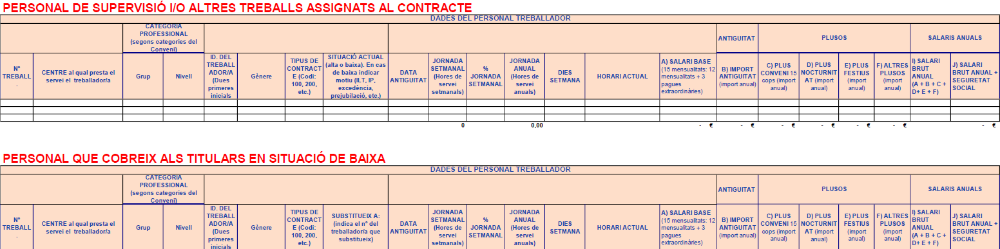 PERSONAL DE SUPERVISIÓ I/O ALTRES TREBALLS ASSIGNATS AL CONTRACTE
DADES DEL PERSONAL TREBALLADOR
CATEGORIA
PROFESSIONAL
(segons categories del
Conveni)
ANTIGUITAT
PLUSOS
SALARIS ANUALS
Nº
TREBALL
.
CENTRE al qual presta el
servei el treballador/a
Grup
Nivell
ID. DEL
TREBALL
ADOR/A
(Dues
primeres
inicials
Gènere
TIPUS DE
CONTRACT
E (Codi:
100, 200,
etc.)
SITUACIÓ ACTUAL
(alta o baixa). En cas
de baixa indicar
motiu (ILT, IP,
excedència,
prejubilació, etc.)
DATA
ANTIGUITAT
JORNADA
SETMANAL
(Hores de
servei
setmanals)
%
JORNADA
SETMANAL
JORNADA
ANUAL
(Hores de
servei
anuals)
DIES
SETMANA
HORARI ACTUAL
A) SALARI BASE
(15 mensualitats: 12
mensualitats + 3
pagues
extraordinàries)
B) IMPORT
ANTIGUITAT
(import anual)
C) PLUS
CONVENI 15
cops (import
anual)
D) PLUS
NOCTURNIT
AT (import
anual)
E) PLUS
FESTIUS
(import
anual)
F) ALTRES
PLUSOS
(import
anual)
I) SALARI
BRUT
ANUAL
(A + B + C +
D+ E + F)
J) SALARI
BRUT ANUAL +
SEGURETAT
SOCIAL
0 0,00 - € - € - € - € - € - € - €
PERSONAL QUE COBREIX ALS TITULARS EN SITUACIÓ DE BAIXA
DADES DEL PERSONAL TREBALLADOR
CATEGORIA
PROFESSIONAL
(segons categories del
Conveni)
ANTIGUITAT
PLUSOS
SALARIS ANUALS
Nº
TREBALL
.
CENTRE al qual presta el
servei el treballador/a
Grup
Nivell
ID. DEL
TREBALL
ADOR/A
(Dues
primeres
inicials
Gènere
TIPUS DE
CONTRACT
E (Codi:
100, 200,
etc.)
SUBSTITUEIX A:
(indica el nº del
treballador/a que
substitueix)
DATA
ANTIGUITAT
JORNADA
SETMANAL
(Hores de
servei
setmanals)
%
JORNADA
SETMANAL
JORNADA
ANUAL
(Hores de
servei
anuals)
DIES
SETMANA
HORARI ACTUAL
A) SALARI BASE
(15 mensualitats: 12
mensualitats + 3
pagues
extraordinàries)
B) IMPORT
ANTIGUITAT
(import anual)
C) PLUS
CONVENI 15
cops (import
anual)
D) PLUS
NOCTURNIT
AT (import
anual)
E) PLUS
FESTIUS
(import
anual)
F) ALTRES
PLUSOS
(import
anual)
I) SALARI
BRUT
ANUAL
(A + B + C +
D+ E + F)
J) SALARI
BRUT ANUAL +
SEGURETAT
SOCIAL